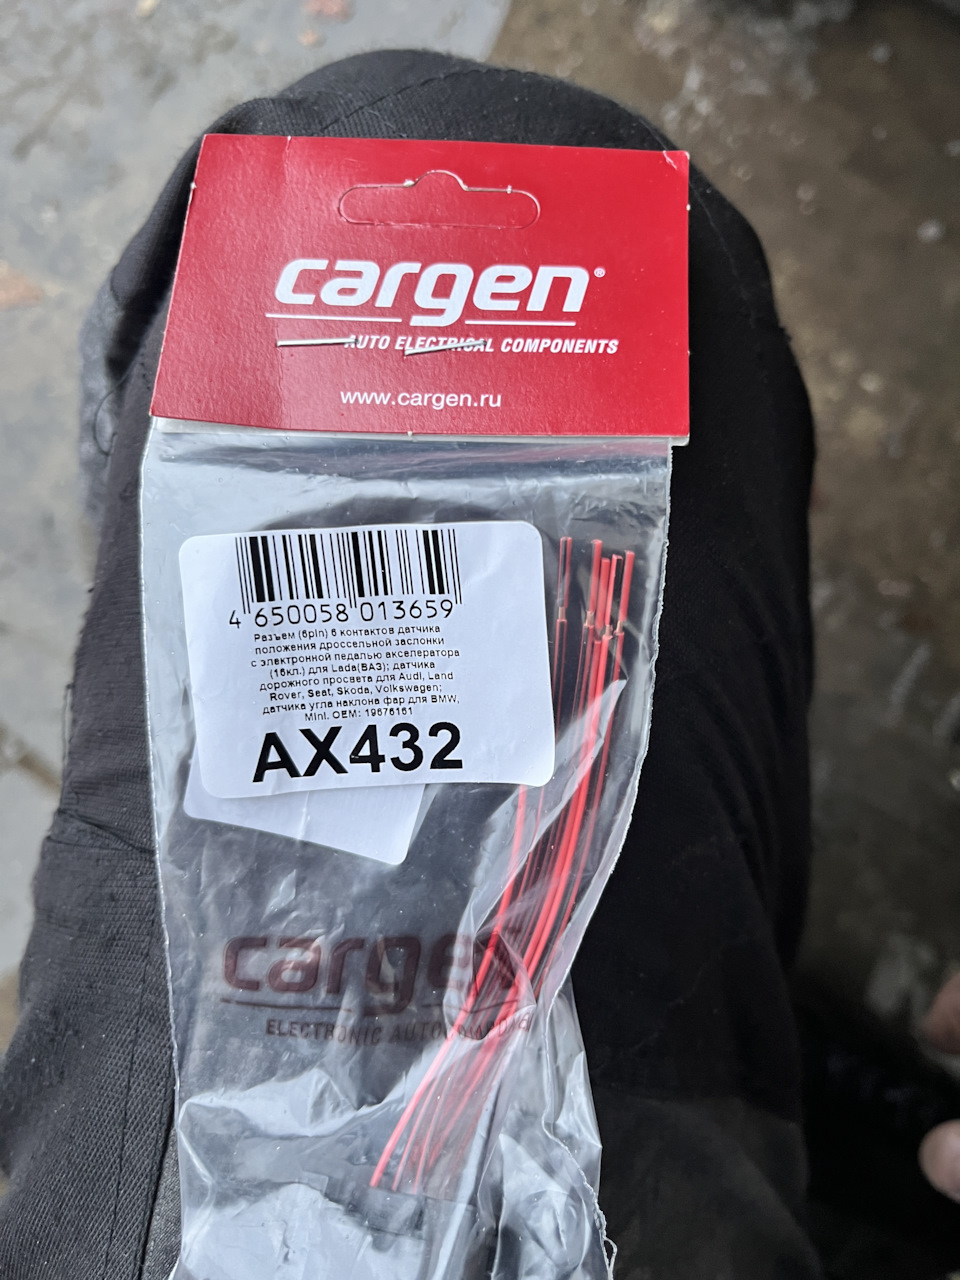 cargen®
AUTO ELECTRICAL COMPONENTS
www.cargen.ru
4 650058 013659
Разъем (6pin) 6 контактов датчика
положения дроссельной заслонки
с электронной педалью акселератора
(16кл.) для Lada(ВАЗ); датчика
дорожного просвета для Audi, Land
Rover, Seat, Skoda, Volkswagen;
датчика угла наклона фар для BMW,
Mini. OEM: 19676161
AX432
cargen
ELECTRONIC